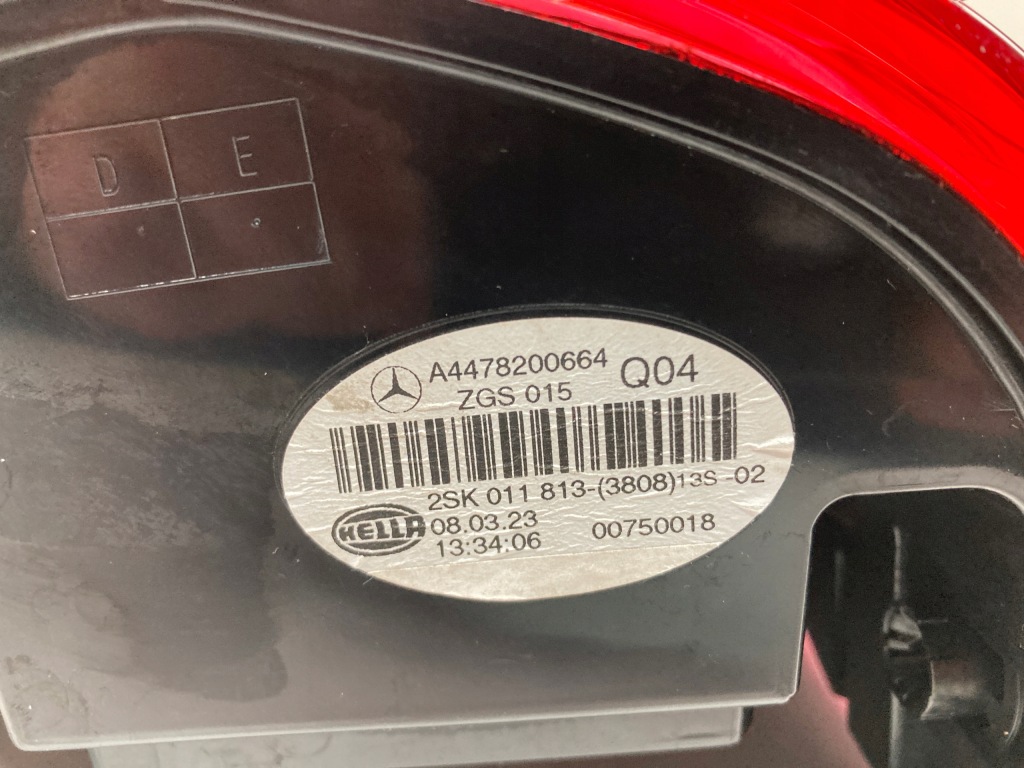 D E
A4478200664 Q04
ZGS 015
2SK 011 813-(3808)13S -02
HELLA 08.03.23 00750018
13:34:06